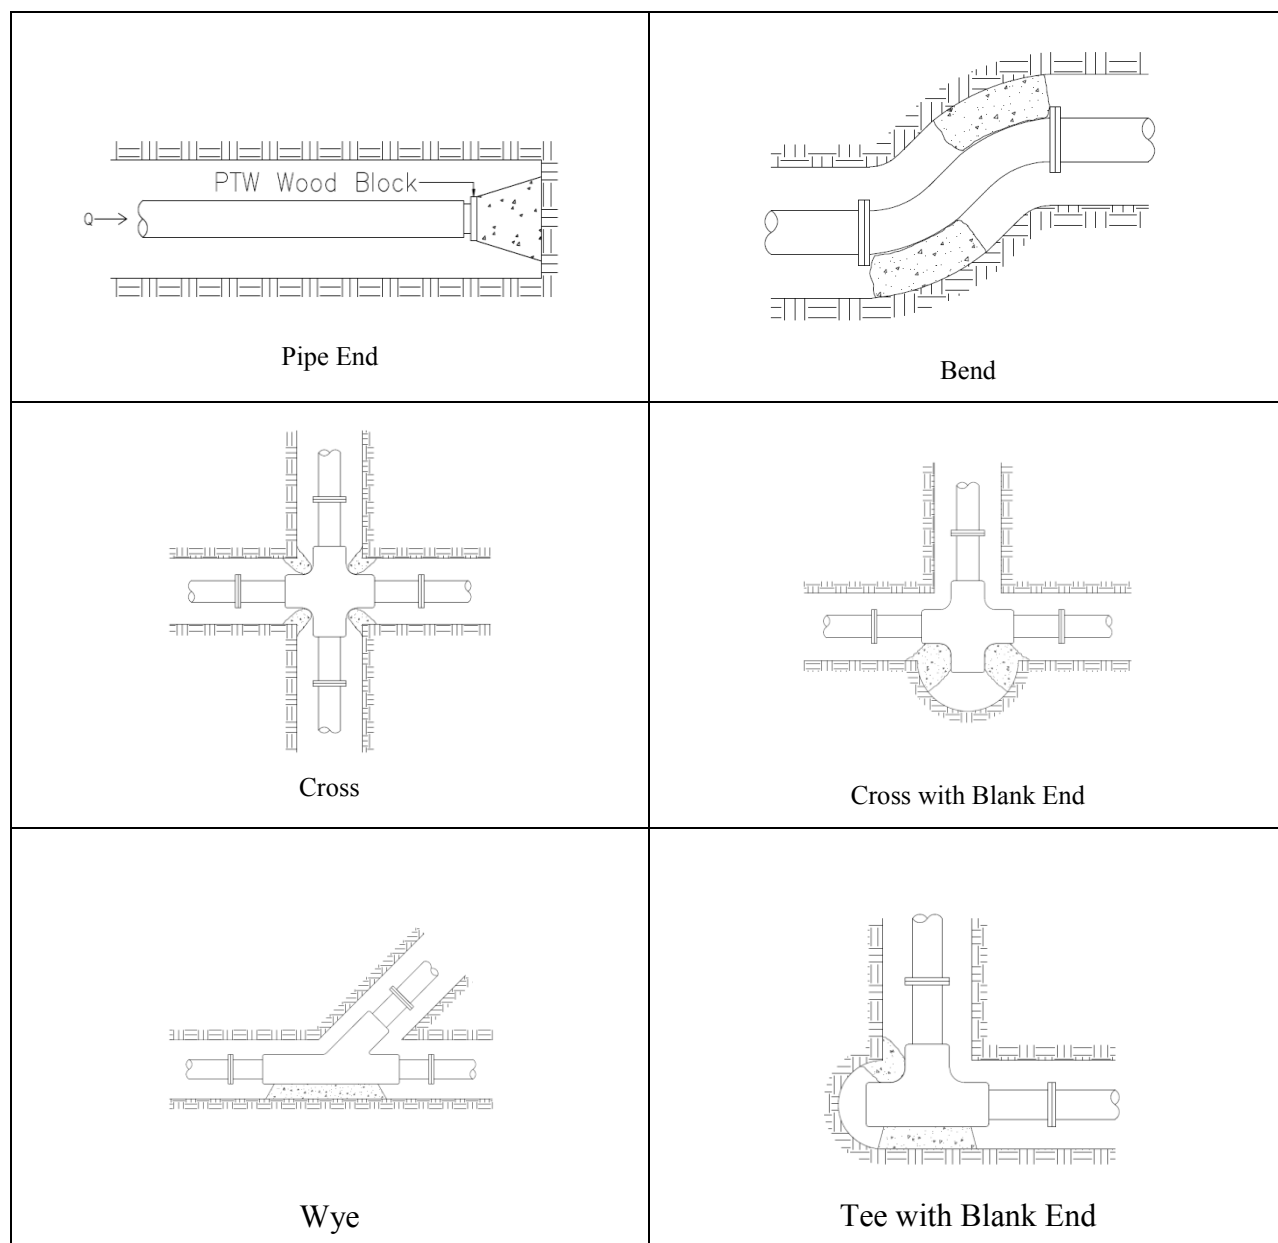 PTW Wood Block
Q
Pipe End
Bend
Cross
Cross with Blank End
Wye
Tee with Blank End